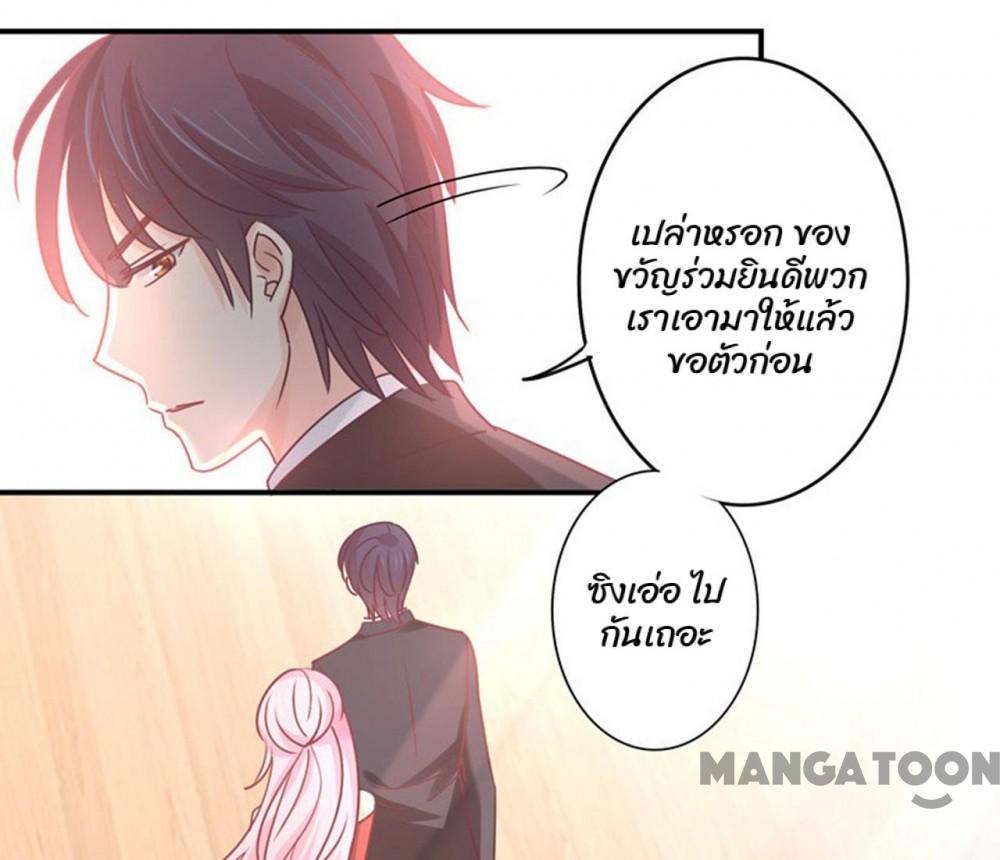 เปล่าหรอก ของ
ขวัญร่วมยินดีพวก
เราเอามาให้แล้ว
ขอตัวก่อน
ซิงเอ่อ ไป
กันเถอะ
MANGATOON